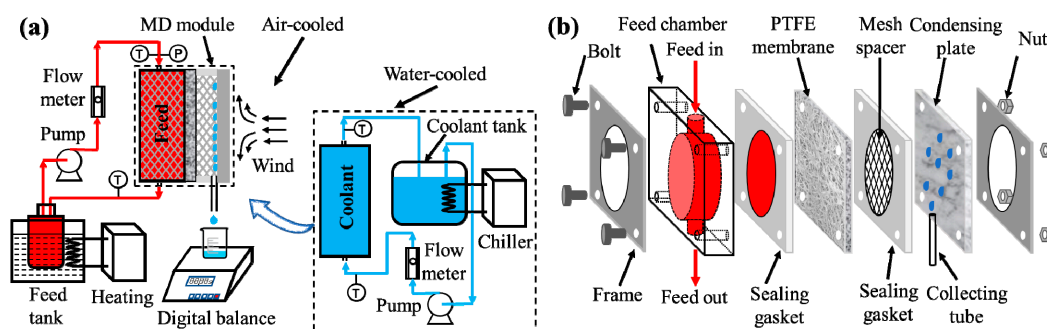 (a)
MD module
Air-cooled
T
P
Flow
meter
Pump
Feed
Wind
T
Feed
tank
Heating
Digital balance
Water-cooled
T
Coolant tank
Coolant
Chiller
Flow
meter
T
Pump
(b)
Bolt
Feed chamber
Feed in
PTFE
membrane
Mesh
spacer
Condensing
plate
Nut
Frame
Feed out
Sealing
gasket
Sealing
gasket
Collecting
tube